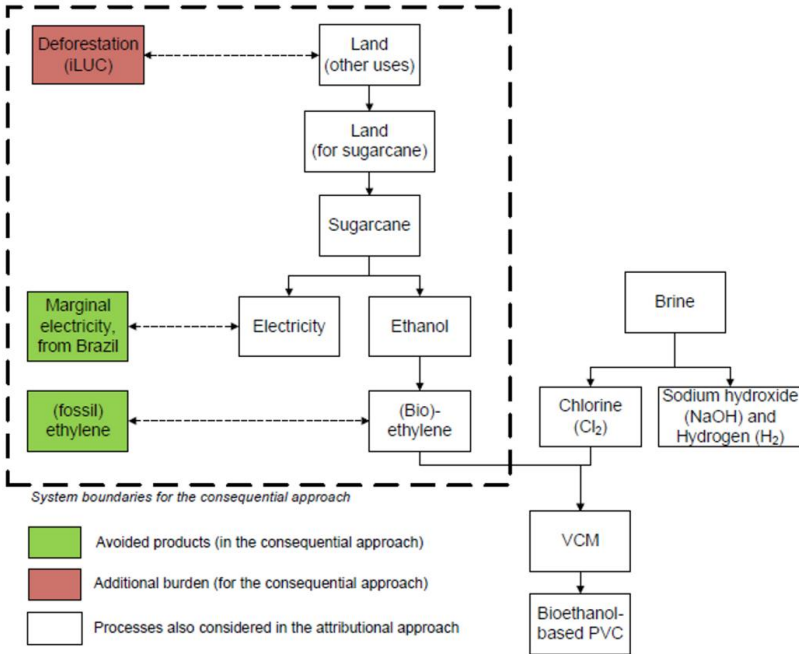 Deforestation
(iLUC)
Land
(other uses)
Land
(for sugarcane)
Sugarcane
Marginal
electricity,
from Brazil
Electricity
Ethanol
Brine
(fossil)
ethylene
(Bio)-
ethylene
Chlorine
(Cl₂)
Sodium hydroxide
(NaOH) and
Hydrogen (H₂)
System boundaries for the consequential approach
Avoided products (in the consequential approach)
Additional burden (for the consequential approach)
Processes also considered in the attributional approach
VCM
Bioethanol-
based PVC